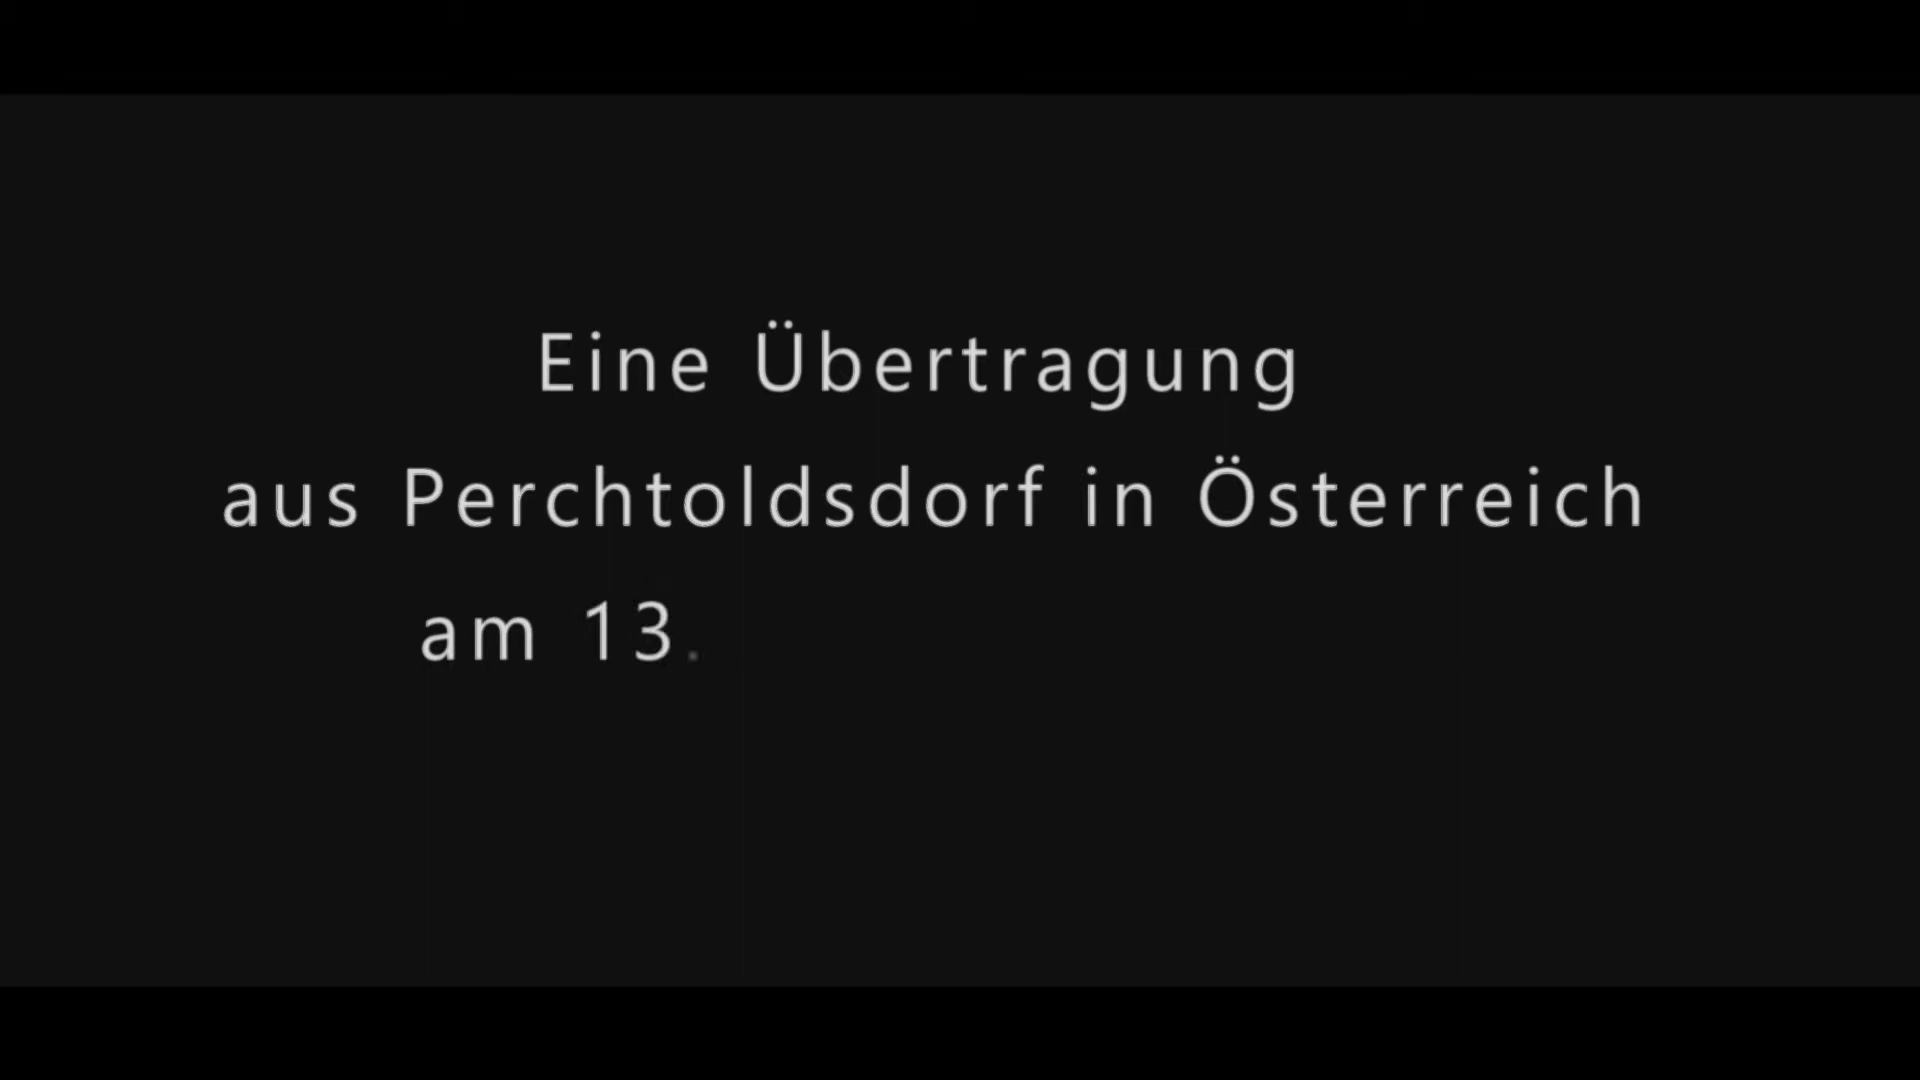 Eine Übertragung
aus Perchtoldsdorf in Österreich
am 13.